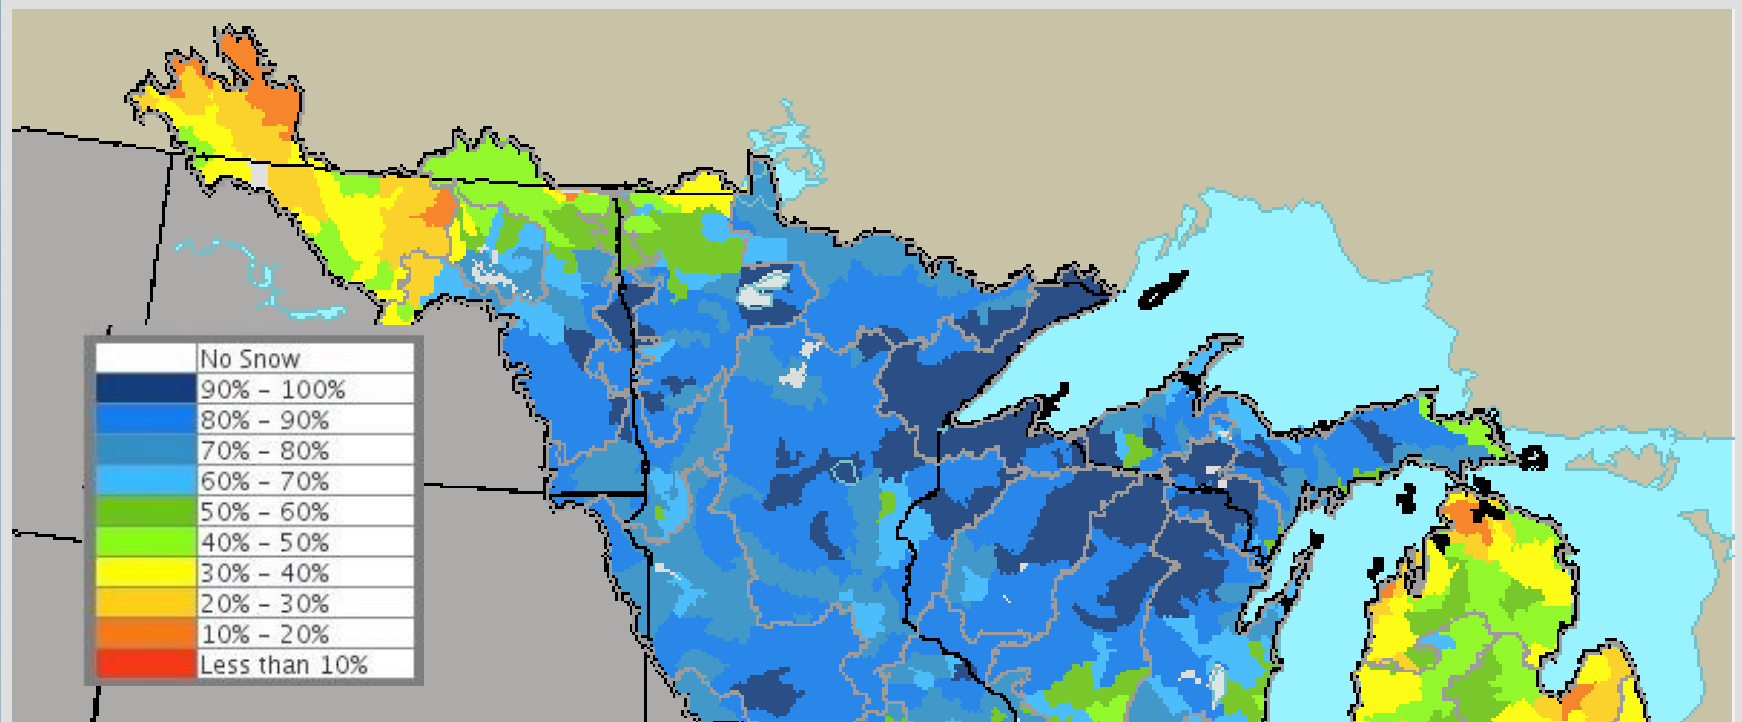 No Snow
90% – 100%
80% – 90%
70% – 80%
60% – 70%
50% – 60%
40% – 50%
30% – 40%
20% – 30%
10% – 20%
Less than 10%